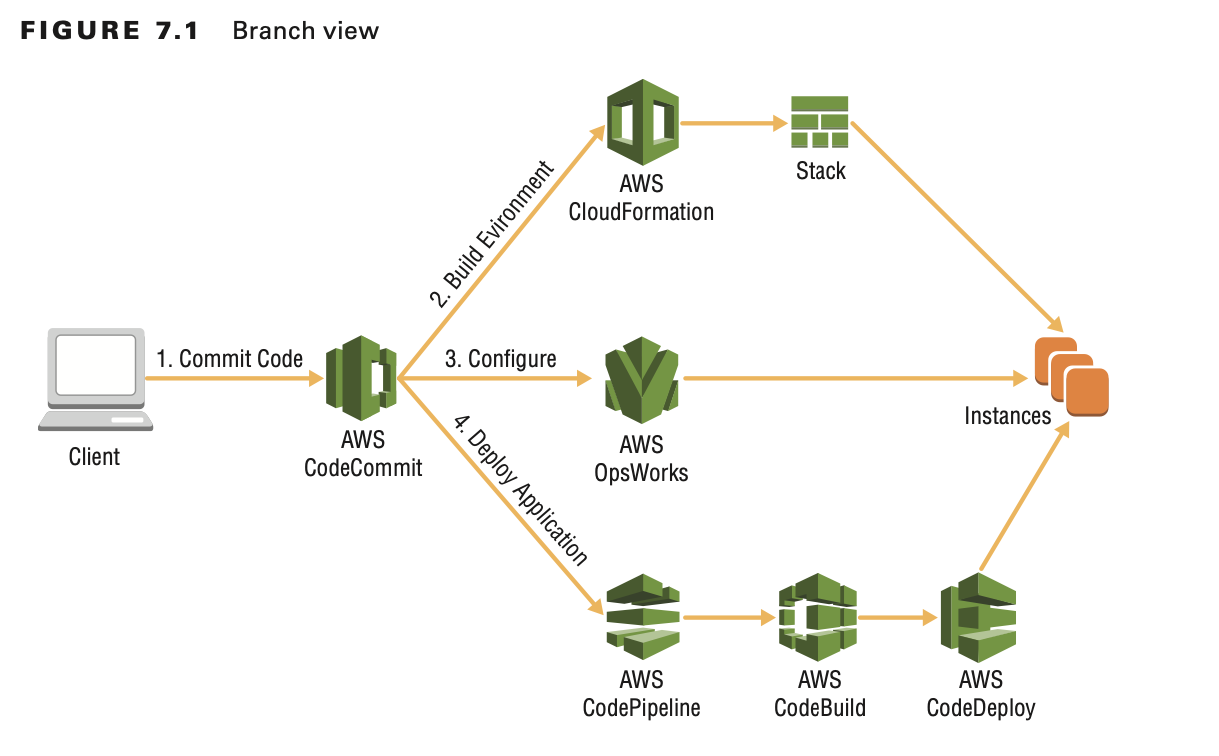 FIGURE 7.1 Branch view
AWS
CloudFormation
Stack
2. Build Evironment
1. Commit Code
3. Configure
Client
AWS
CodeCommit
AWS
OpsWorks
Instances
4. Deploy Application
AWS
CodePipeline
AWS
CodeBuild
AWS
CodeDeploy